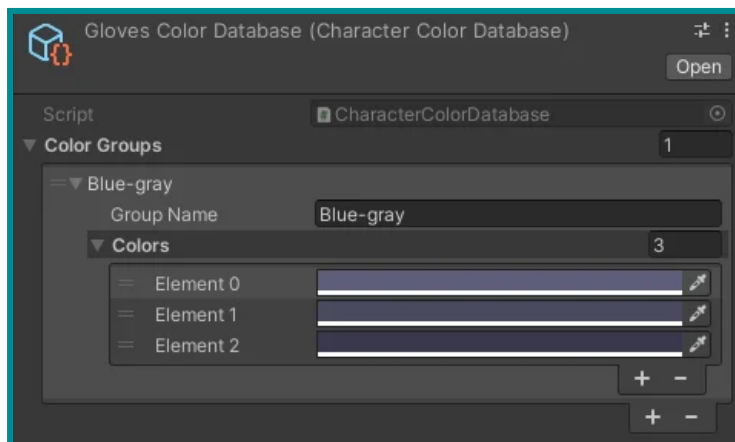 Gloves Color Database (Character Color Database)
Open
Script CharacterColorDatabase
Color Groups 1
Blue-gray
Group Name Blue-gray
Colors 3
Element 0
Element 1
Element 2
+ -
+ -